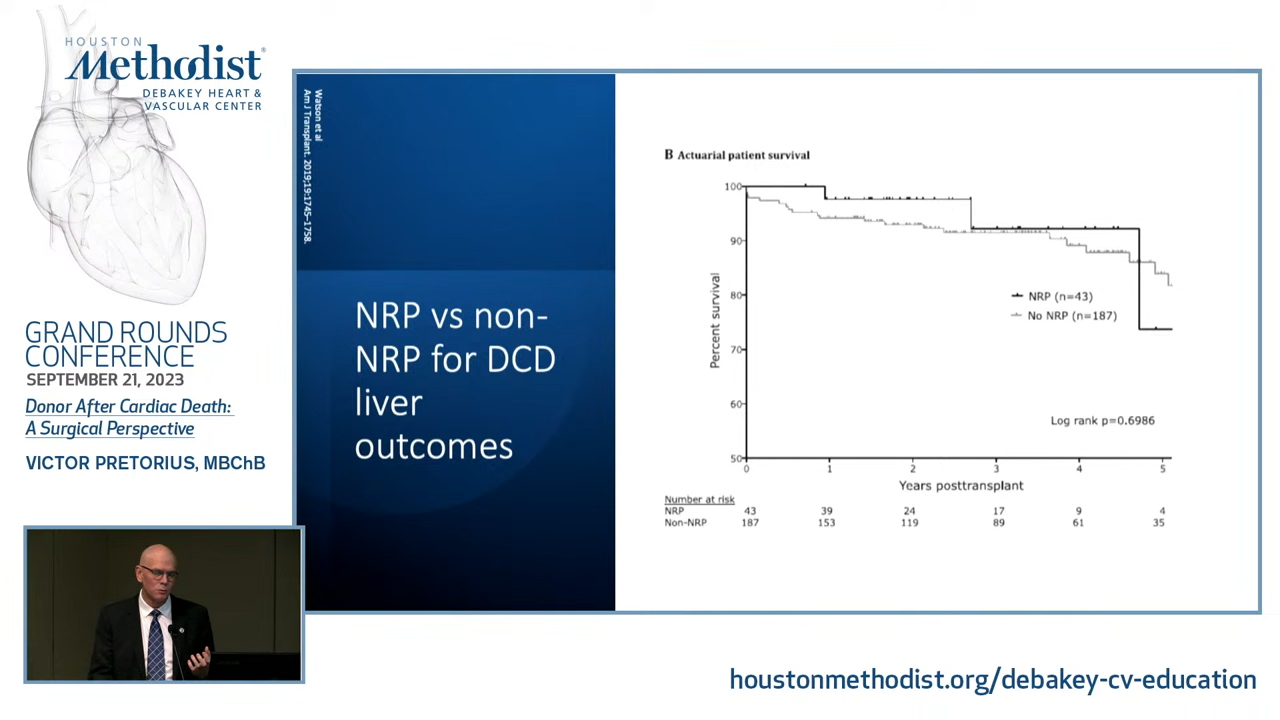 HOUSTON
Methodist®
DEBAKEY HEART &
VASCULAR CENTER
GRAND ROUNDS
CONFERENCE
SEPTEMBER 21, 2023
Donor After Cardiac Death:
A Surgical Perspective
VICTOR PRETORIUS, MBChB
Watson et al
Am J Transplant. 2019;19:1745–1758.
NRP vs non-
NRP for DCD
liver
outcomes
B Actuarial patient survival
100
90
80
70
60
50
Percent survival
NRP (n=43)
No NRP (n=187)
Log rank p=0.6986
0 1 2 3 4 5
Years posttransplant
Number at risk
NRP 43 39 24 17 9 4
Non-NRP 187 153 119 89 61 35
houstonmethodist.org/debakey-cv-education